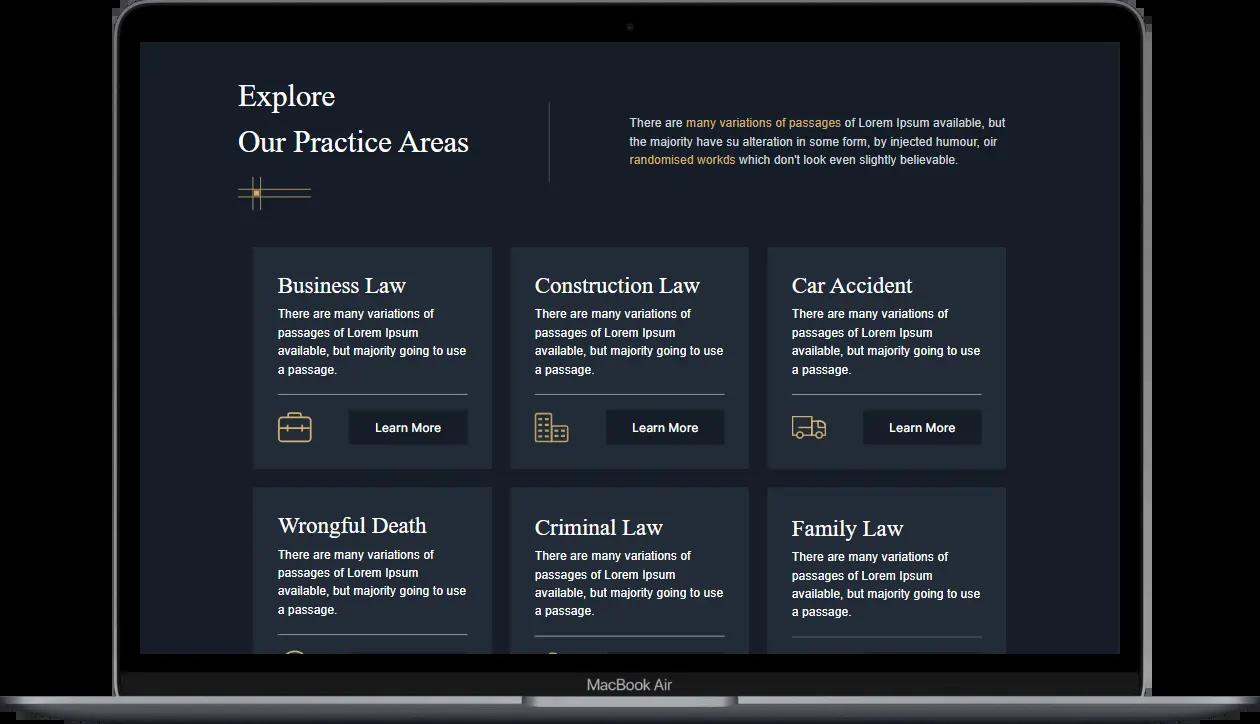 Explore
Our Practice Areas
There are many variations of passages of Lorem Ipsum available, but
the majority have su alteration in some form, by injected humour, oir
randomised workds which don't look even slightly believable.
Business Law
There are many variations of
passages of Lorem Ipsum
available, but majority going to use
a passage.
Learn More
Construction Law
There are many variations of
passages of Lorem Ipsum
available, but majority going to use
a passage.
Learn More
Car Accident
There are many variations of
passages of Lorem Ipsum
available, but majority going to use
a passage.
Learn More
Wrongful Death
There are many variations of
passages of Lorem Ipsum
available, but majority going to use
a passage.
Criminal Law
There are many variations of
passages of Lorem Ipsum
available, but majority going to use
a passage.
Family Law
There are many variations of
passages of Lorem Ipsum
available, but majority going to use
a passage.
MacBook Air